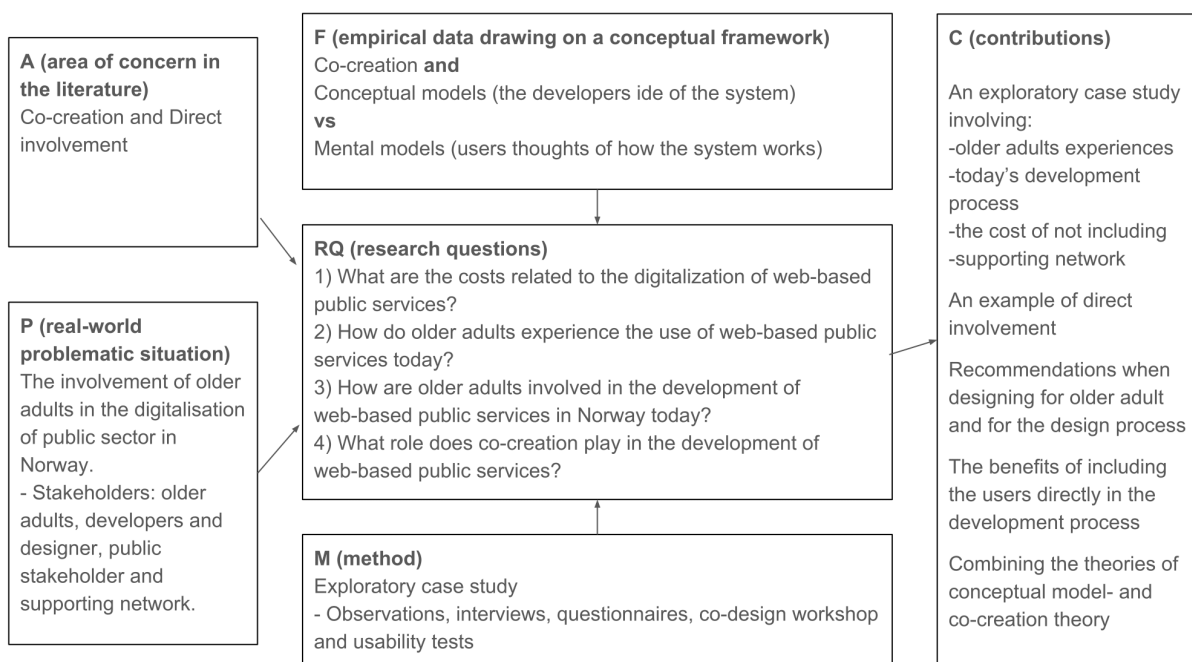 A (area of concern in
the literature)
Co-creation and Direct
involvement
P (real-world
problematic situation)
The involvement of older
adults in the digitalisation
of public sector in
Norway.
- Stakeholders: older
adults, developers and
designer, public
stakeholder and
supporting network.
F (empirical data drawing on a conceptual framework)
Co-creation and
Conceptual models (the developers ide of the system)
vs
Mental models (users thoughts of how the system works)
RQ (research questions)
1) What are the costs related to the digitalization of web-based
public services?
2) How do older adults experience the use of web-based public
services today?
3) How are older adults involved in the development of
web-based public services in Norway today?
4) What role does co-creation play in the development of
web-based public services?
M (method)
Exploratory case study
- Observations, interviews, questionnaires, co-design workshop
and usability tests
C (contributions)
An exploratory case study
involving:
-older adults experiences
-today's development
process
-the cost of not including
-supporting network
An example of direct
involvement
Recommendations when
designing for older adult
and for the design process
The benefits of including
the users directly in the
development process
Combining the theories of
conceptual model- and
co-creation theory